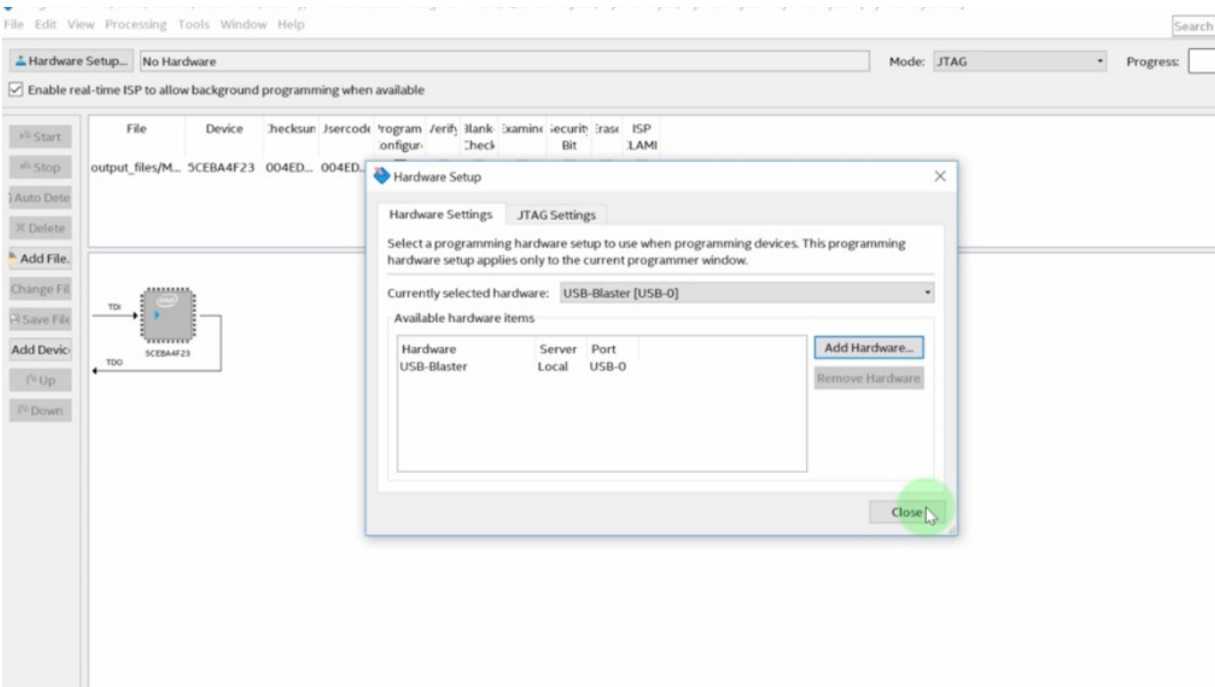 File Edit View Processing Tools Window Help
Search
Hardware Setup... No Hardware Mode: JTAG Progress:
Enable real-time ISP to allow background programming when available
File Device Checksum Usercode Program/ Verify Blank- Examine Security Erase ISP
Configure Check Bit CLAMP
Start
Stop
output_files/M... 5CEBA4F23 004ED... 004ED...
Auto Dete
Delete
Add File.
Change Fil
Save File
Add Devic
Up
Down
TDI
intel
5CEBA4F23
TDO
Hardware Setup
Hardware Settings JTAG Settings
Select a programming hardware setup to use when programming devices. This programming
hardware setup applies only to the current programmer window.
Currently selected hardware: USB-Blaster [USB-0]
Available hardware items
Hardware Server Port
USB-Blaster Local USB-0
Add Hardware...
Remove Hardware
Close